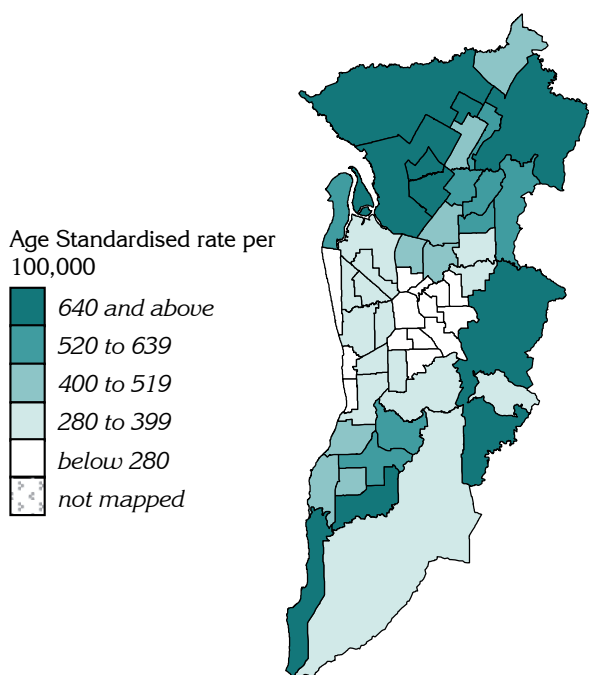 Age Standardised rate per
100,000
640 and above
520 to 639
400 to 519
280 to 399
below 280
not mapped